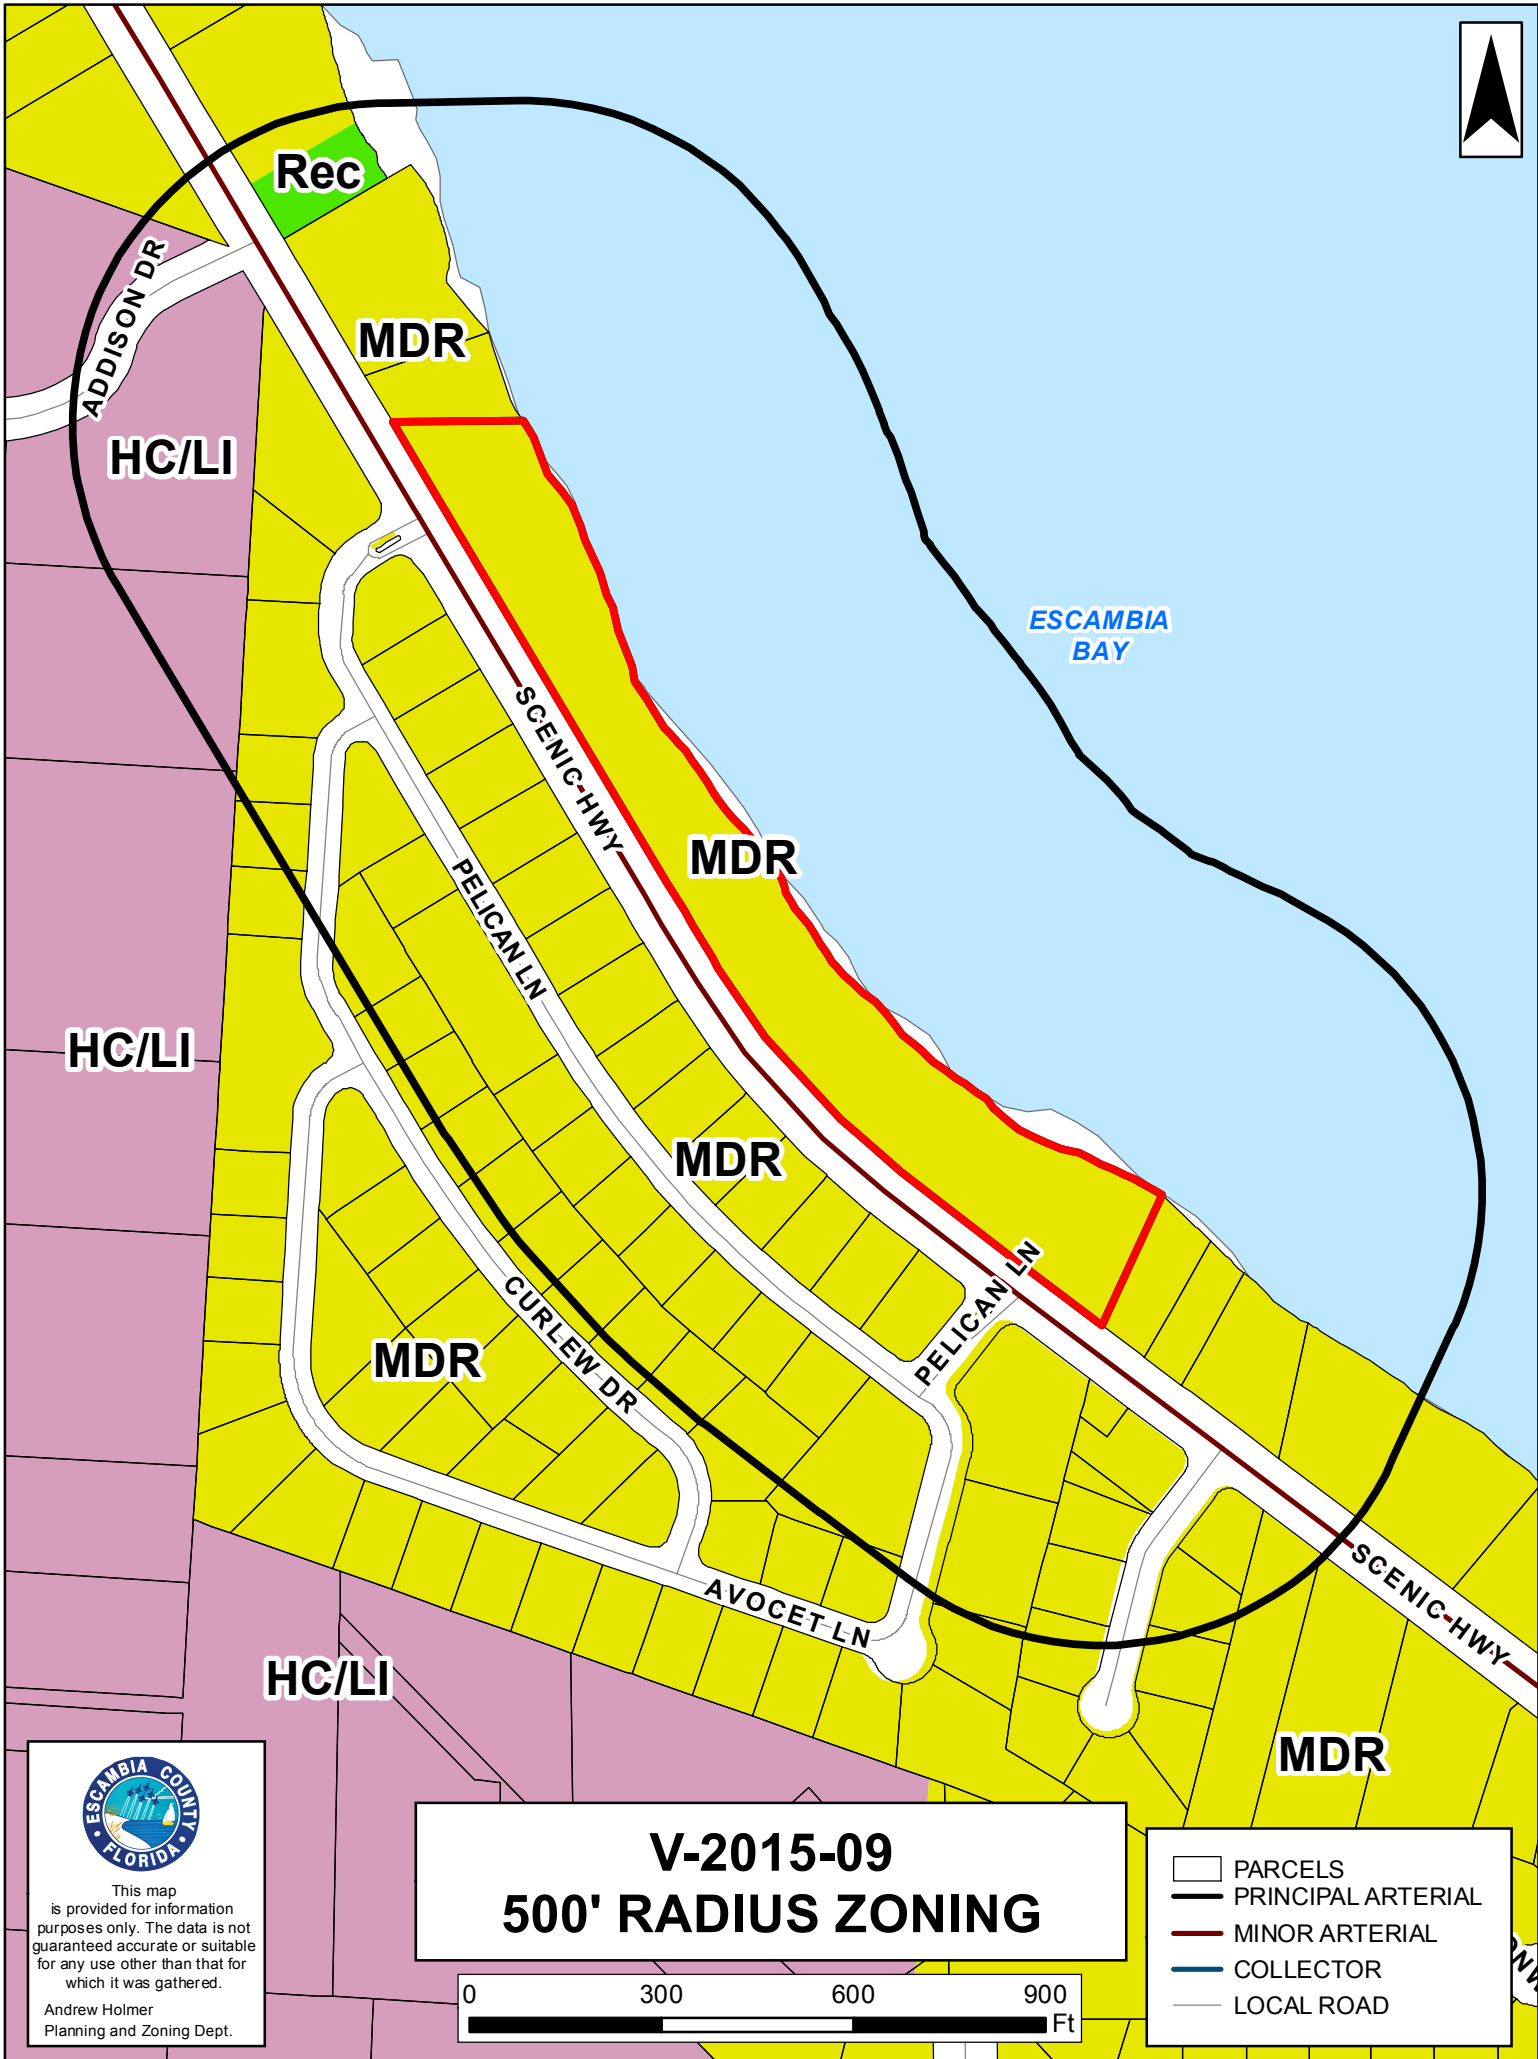 Rec
ADDISON DR
MDR
HC/LI
ESCAMBIA
BAY
SCENIC HWY
MDR
PELICAN LN
HC/LI
MDR
PELICAN LN
CURLEW DR
MDR
AVOCET LN
SCENIC HWY
HC/LI
MDR
ESCAMBIA COUNTY
FLORIDA
This map
is provided for information
purposes only. The data is not
guaranteed accurate or suitable
for any use other than that for
which it was gathered.
Andrew Holmer
Planning and Zoning Dept.
V-2015-09
500' RADIUS ZONING
0 300 600 900
Ft
PARCELS
PRINCIPAL ARTERIAL
MINOR ARTERIAL
COLLECTOR
LOCAL ROAD